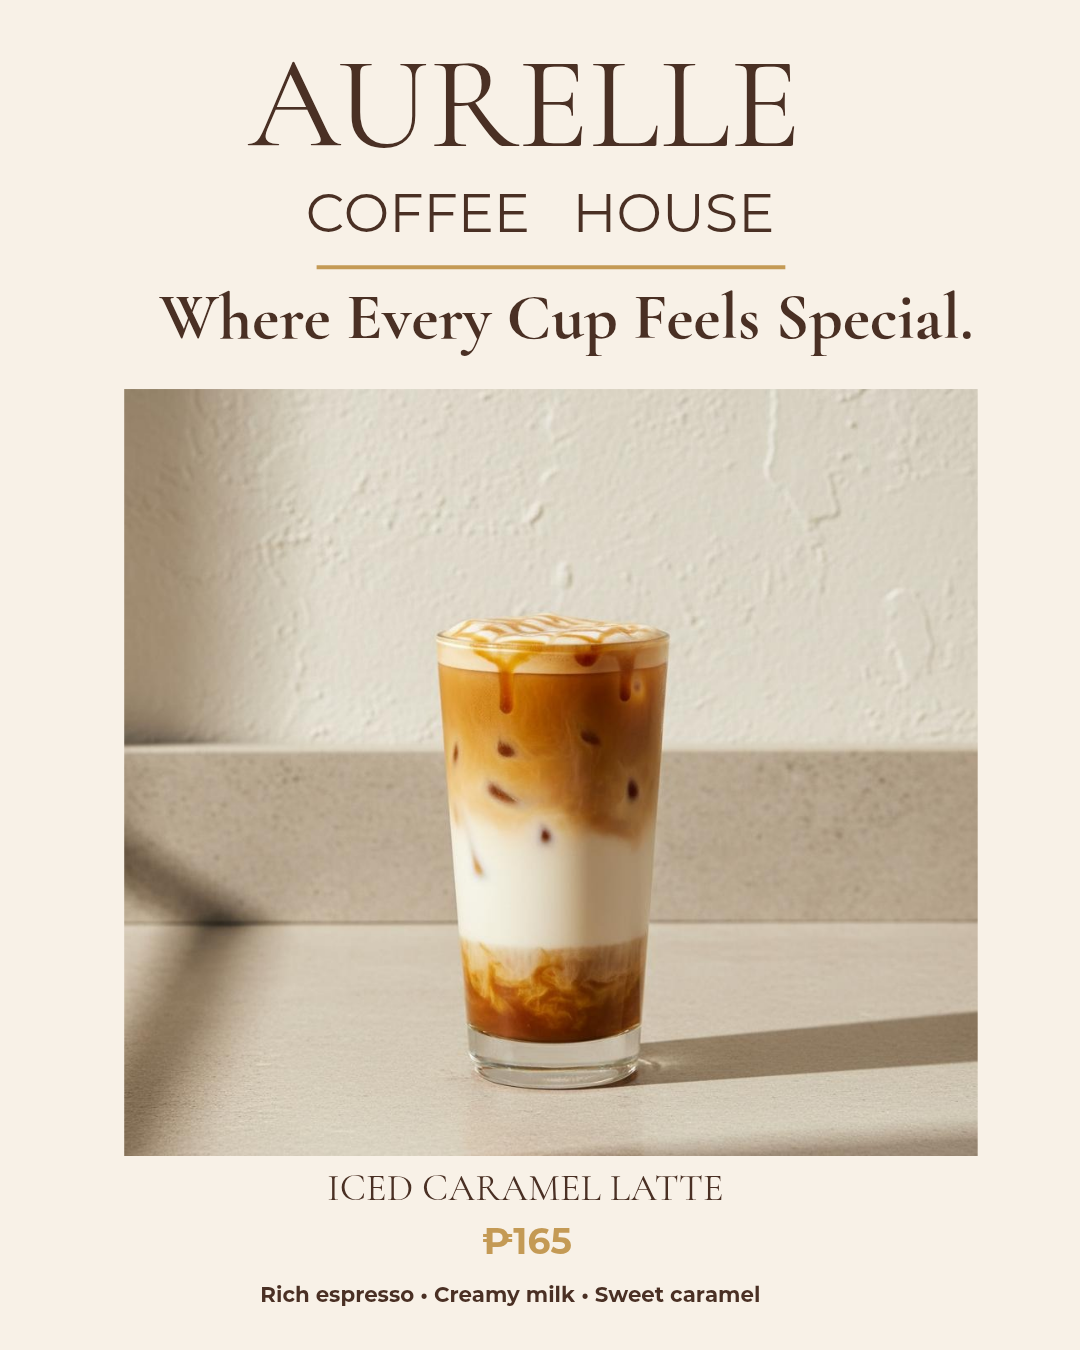 AURELLE
COFFEE HOUSE
Where Every Cup Feels Special.
ICED CARAMEL LATTE
₱165
Rich espresso • Creamy milk • Sweet caramel